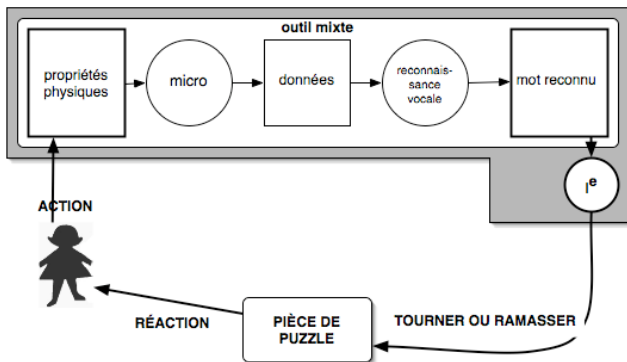 outil mixte
propriétés
physiques
micro
données
reconnais-
sance
vocale
mot reconnu
Iᵉ
ACTION
RÉACTION
PIÈCE DE
PUZZLE
TOURNER OU RAMASSER